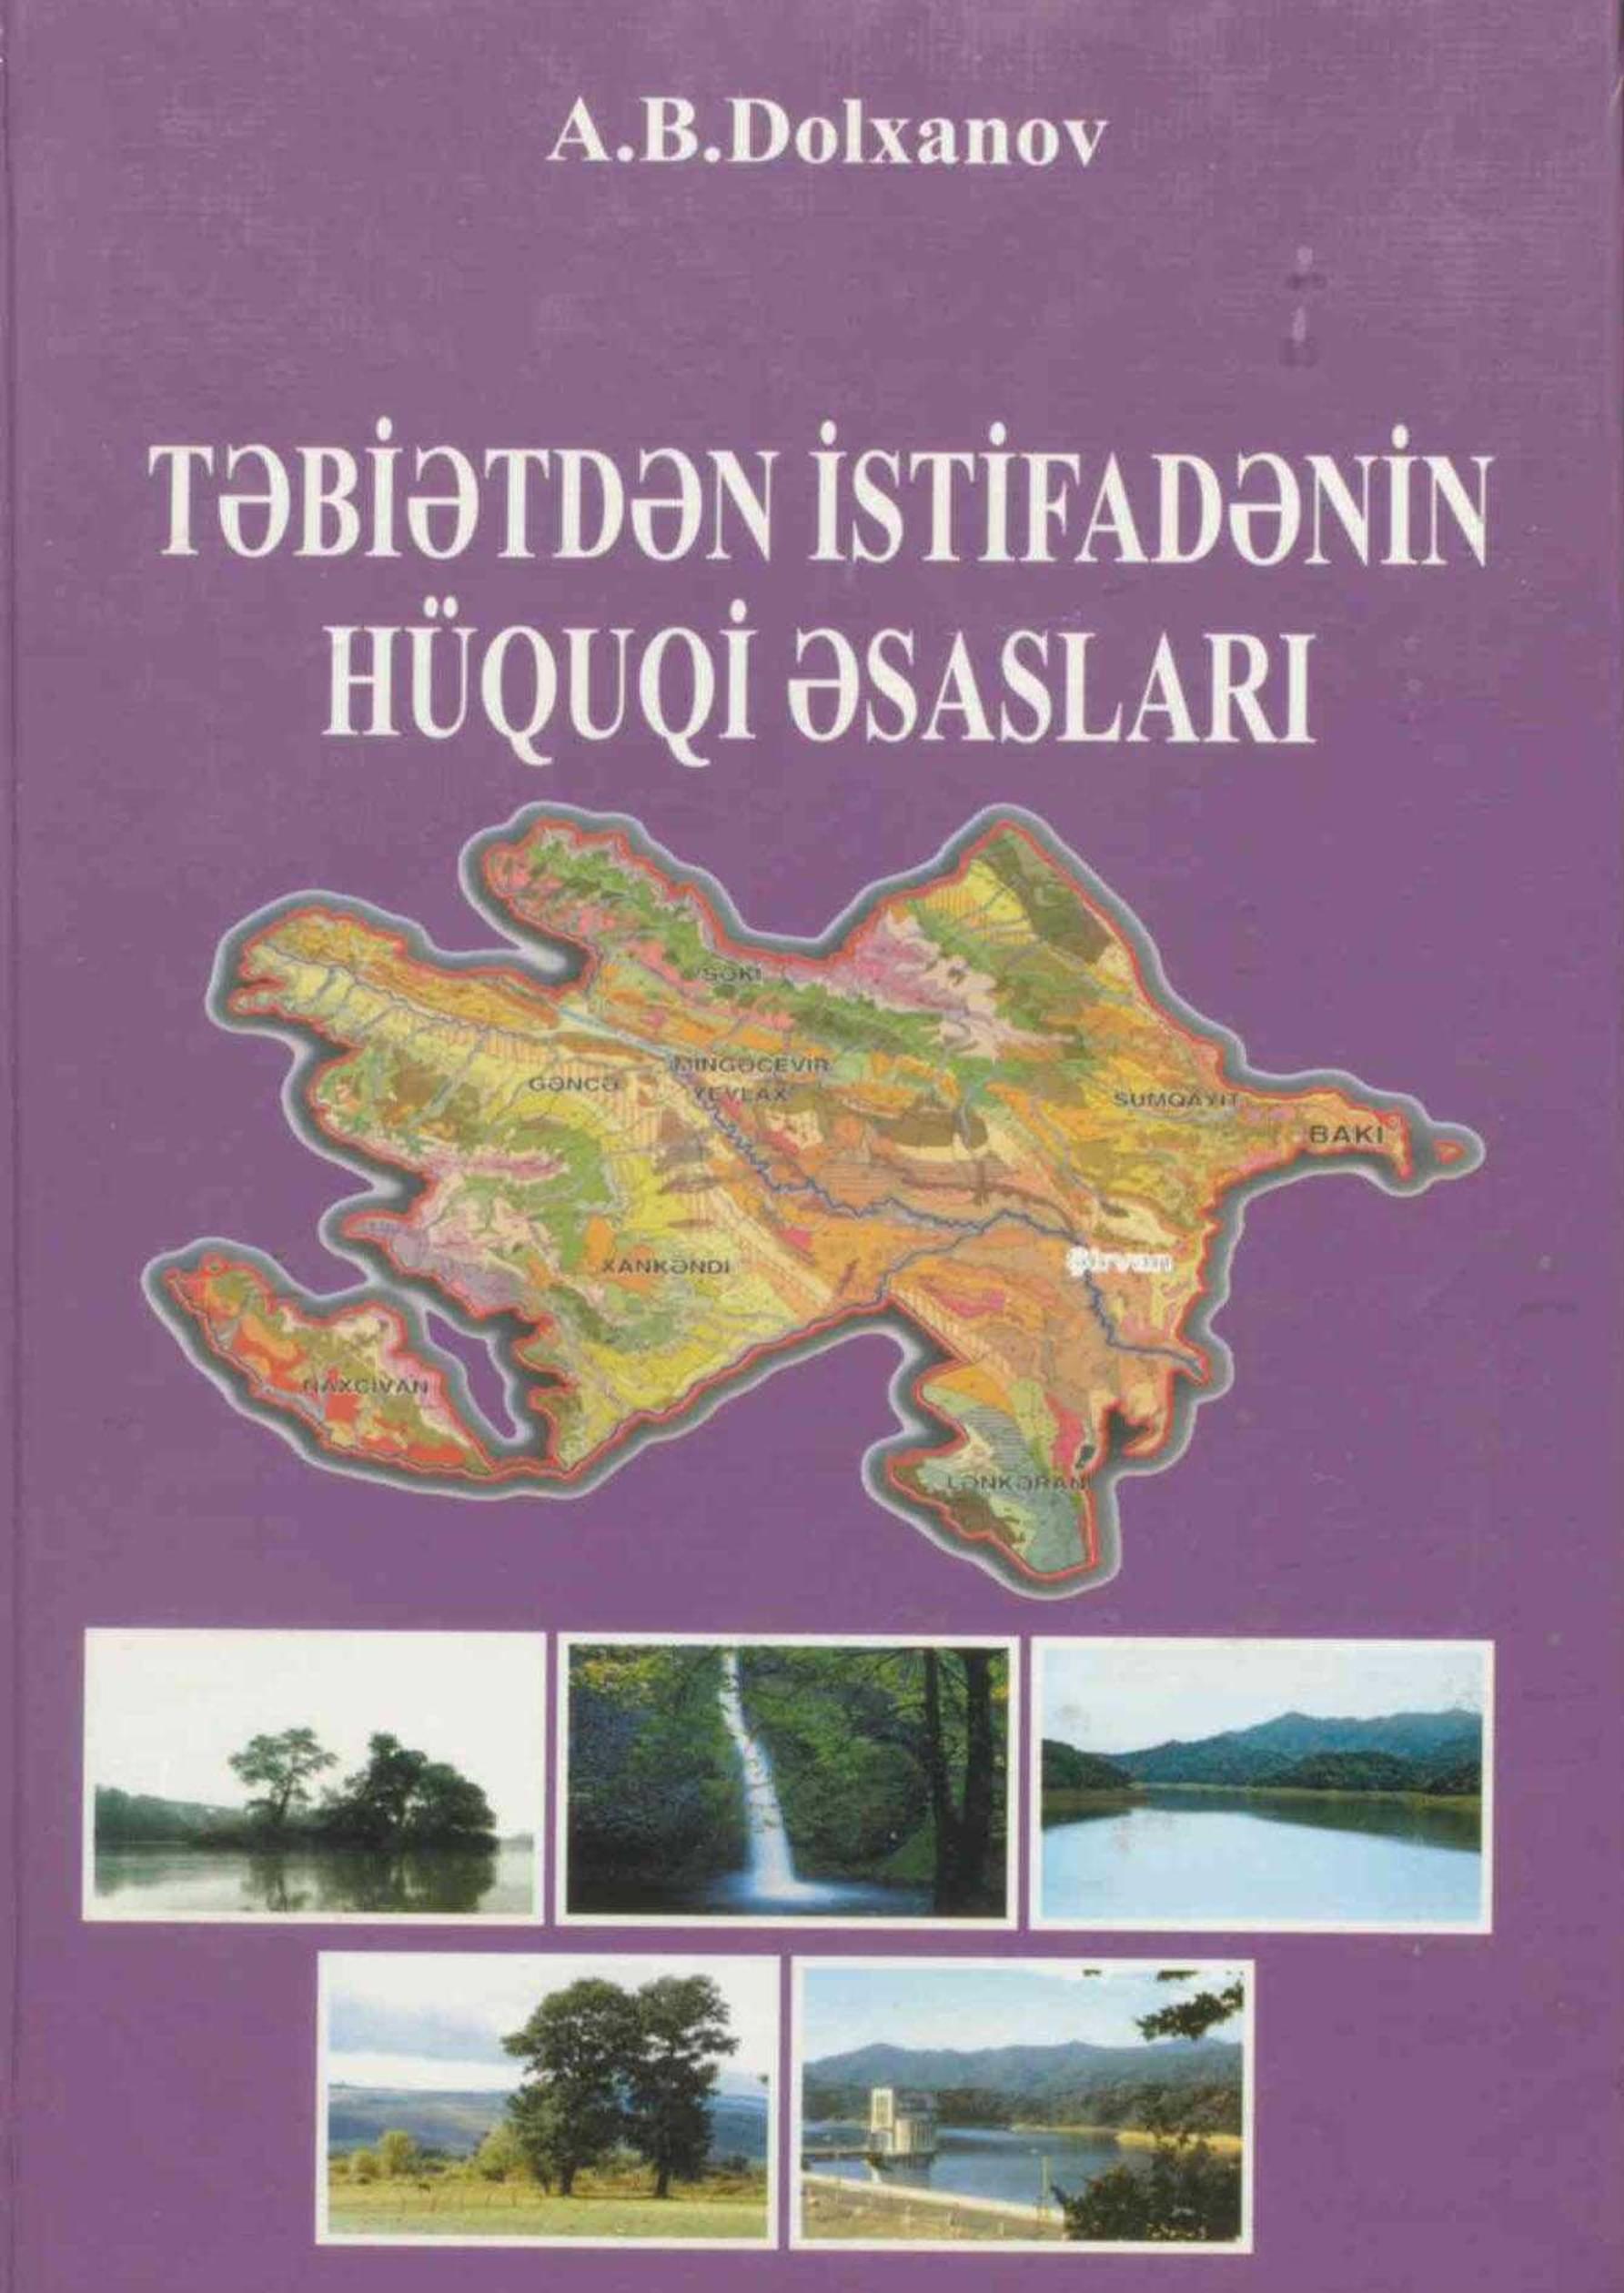 A.B.Dolxanov
TƏBİƏTDƏN İSTİFADƏNİN
HÜQUQİ ƏSASLARI
ŞƏKİ
MİNGƏÇEVİR
GƏNCƏ
YEVLAX
SUMQAYIT
BAKI
XANKƏNDİ
Şirvan
NAXÇIVAN
LƏNKƏRAN